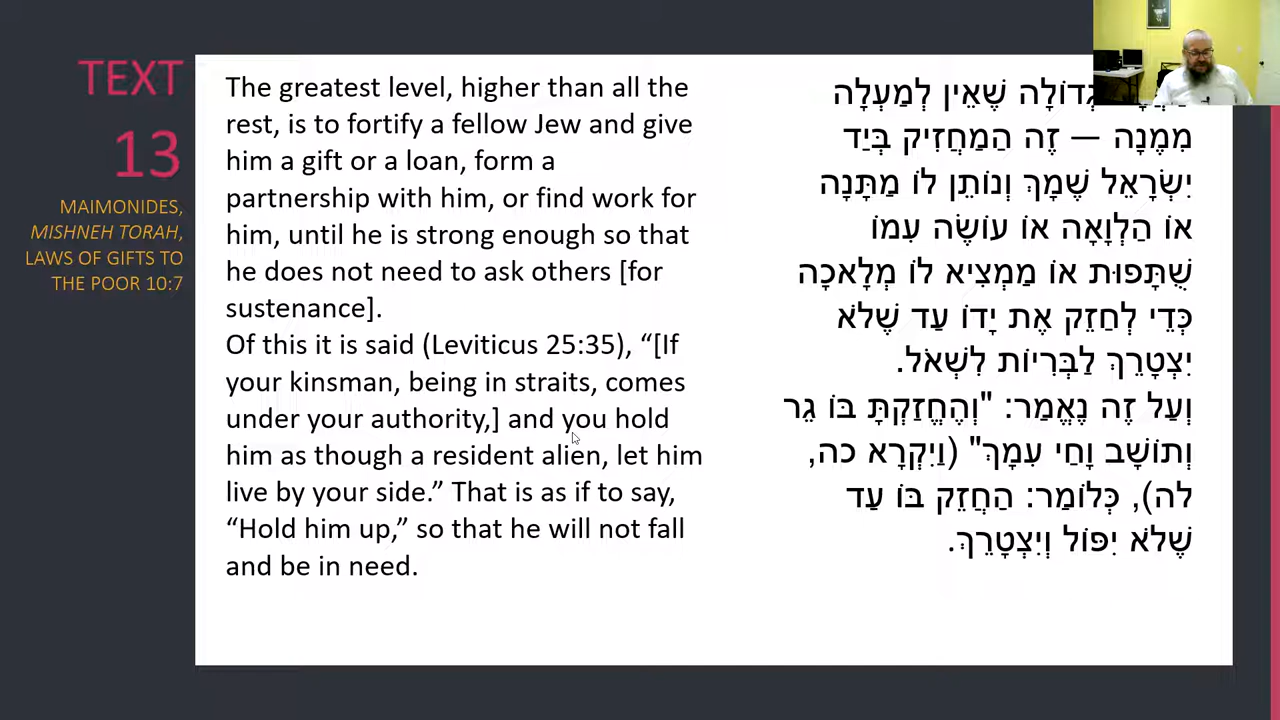 TEXT
13
MAIMONIDES,
MISHNEH TORAH,
LAWS OF GIFTS TO
THE POOR 10:7
The greatest level, higher than all the
rest, is to fortify a fellow Jew and give
him a gift or a loan, form a
partnership with him, or find work for
him, until he is strong enough so that
he does not need to ask others [for
sustenance].
Of this it is said (Leviticus 25:35), “[If
your kinsman, being in straits, comes
under your authority,] and you hold
him as though a resident alien, let him
live by your side.” That is as if to say,
“Hold him up,” so that he will not fall
and be in need.
גְּדוֹלָה שֶׁאֵין לְמַעְלָה
מִמֶנָה — זֶה הַמַחֲזִיק בְּיַד
יִשְׂרָאֵל שֶׁמָךְ וְנוֹתֵן לוֹ מַתָּנָה
אוֹ הַלְוָאָה אוֹ עוֹשֶׂה עִמוֹ
שֻׁתָּפוּת אוֹ מַמְצִיא לוֹ מְלָאכָה
כְּדֵי לְחַזֵק אֶת יָדוֹ עַד שֶׁלֹא
יִצְטָרֵךְ לַבְּרִיוֹת לִשְׁאֹל.
וְעַל זֶה נֶאֱמַר: "וְהֶחֱזַקְתָּ בּוֹ גֵר
וְתוֹשָׁב וָחַי עִמָךְ" (וַיִקְרָא כה,
לה), כְּלוֹמַר: הַחֲזֵק בּוֹ עַד
שֶׁלֹא יִפּוֹל וְיִצְטָרֵךְ.